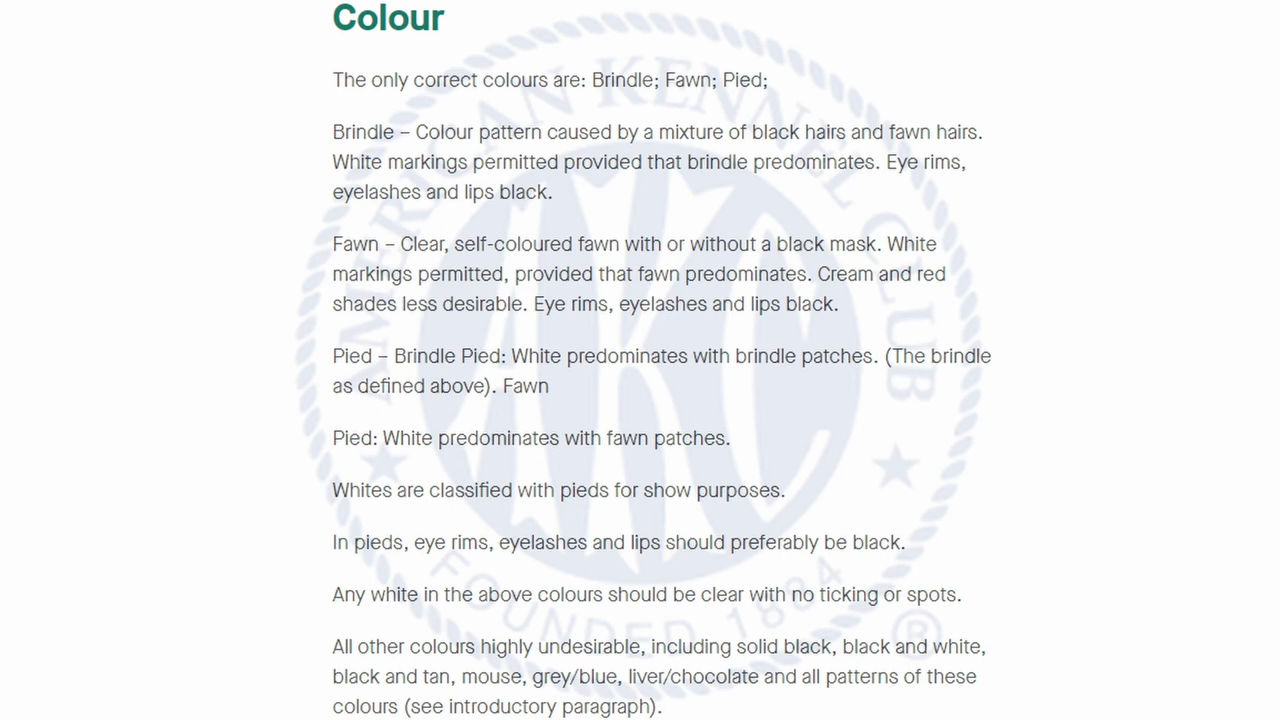 Colour
The only correct colours are: Brindle; Fawn; Pied;
Brindle – Colour pattern caused by a mixture of black hairs and fawn hairs.
White markings permitted provided that brindle predominates. Eye rims,
eyelashes and lips black.
Fawn – Clear, self-coloured fawn with or without a black mask. White
markings permitted, provided that fawn predominates. Cream and red
shades less desirable. Eye rims, eyelashes and lips black.
Pied – Brindle Pied: White predominates with brindle patches. (The brindle
as defined above). Fawn
Pied: White predominates with fawn patches.
Whites are classified with pieds for show purposes.
In pieds, eye rims, eyelashes and lips should preferably be black.
Any white in the above colours should be clear with no ticking or spots.
All other colours highly undesirable, including solid black, black and white,
black and tan, mouse, grey/blue, liver/chocolate and all patterns of these
colours (see introductory paragraph).
AMERICAN KENNEL CLUB
AKC
FOUNDED 1884
®